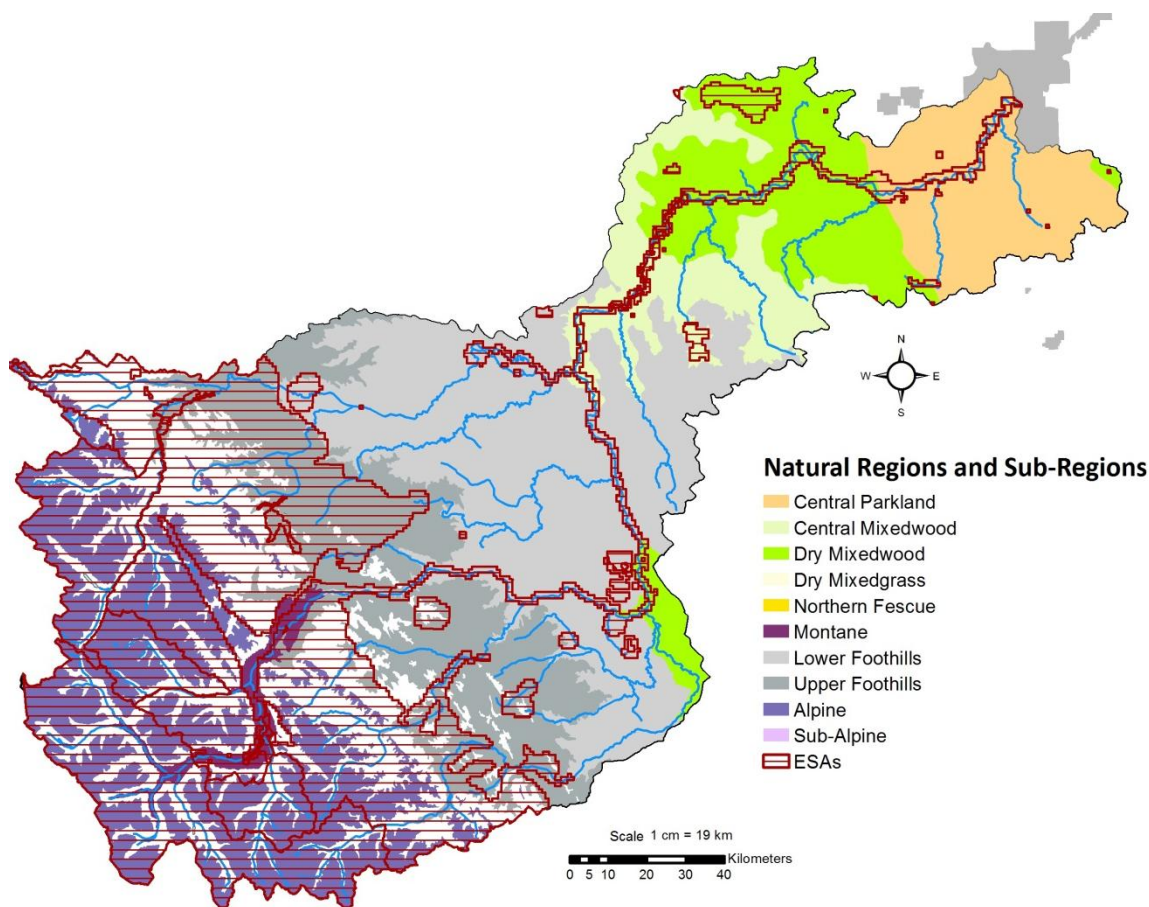 N
W E
S
Natural Regions and Sub-Regions
Central Parkland
Central Mixedwood
Dry Mixedwood
Dry Mixedgrass
Northern Fescue
Montane
Lower Foothills
Upper Foothills
Alpine
Sub-Alpine
ESAs
Scale 1 cm = 19 km
Kilometers
0 5 10 20 30 40